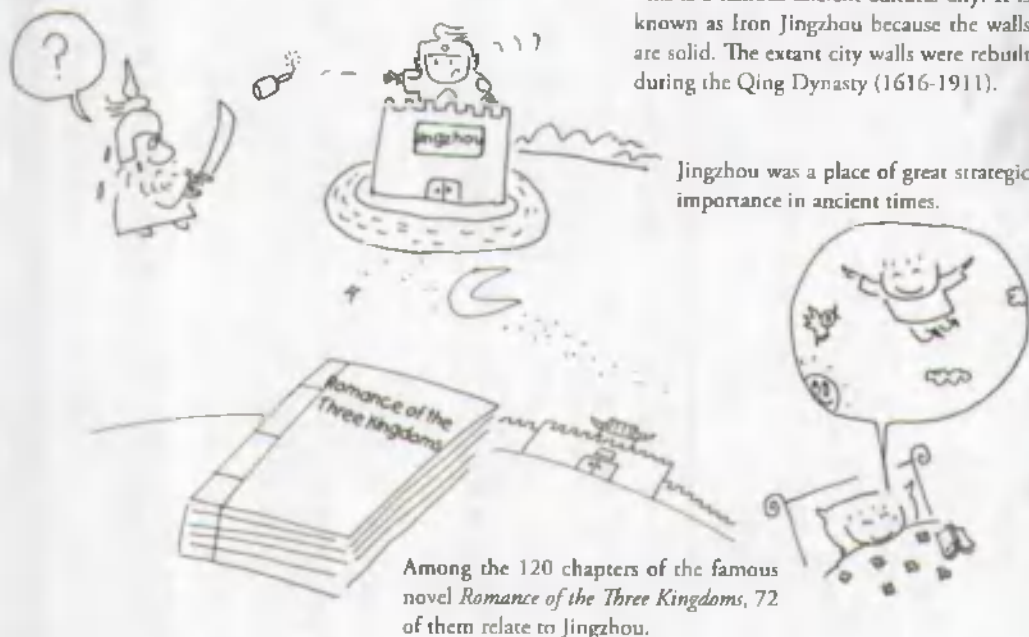 ?
known as Iron Jingzhou because the walls
are solid. The extant city walls were rebuilt
during the Qing Dynasty (1616-1911).
Jingzhou
Jingzhou was a place of great strategic
importance in ancient times.
Romance of the
Three Kingdoms
Among the 120 chapters of the famous
novel Romance of the Three Kingdoms, 72
of them relate to Jingzhou.